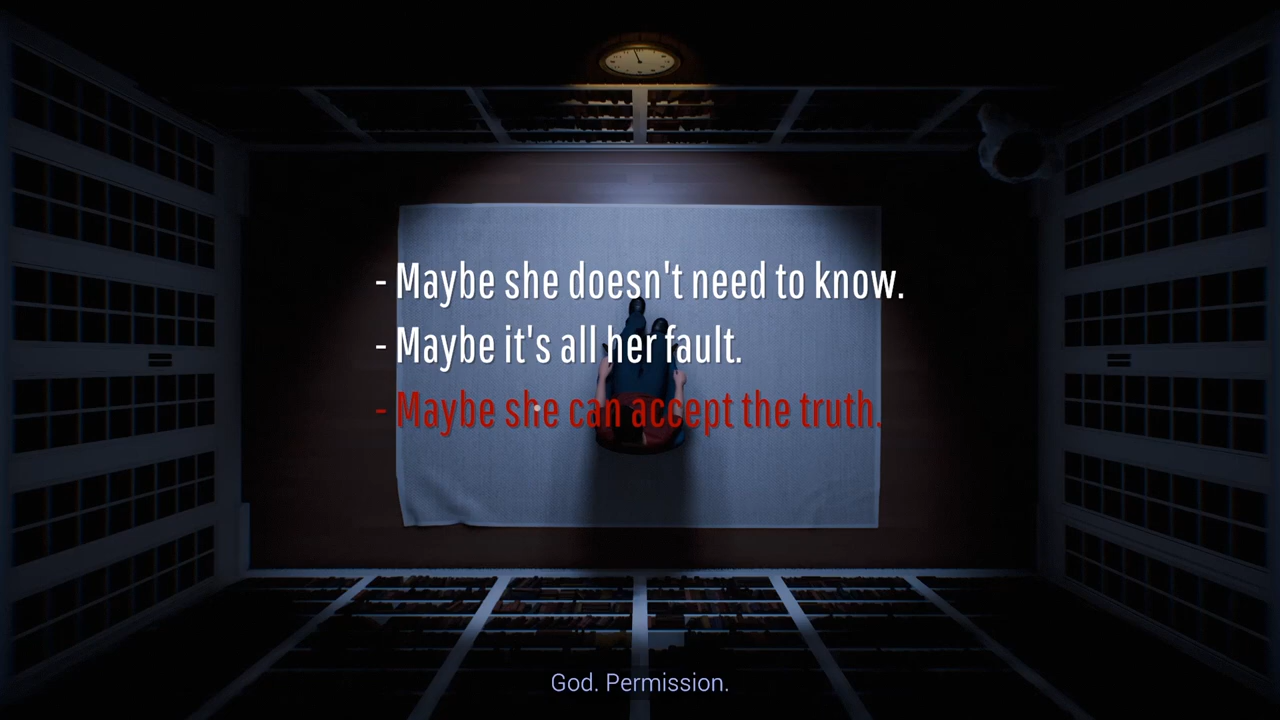 - Maybe she doesn't need to know.
- Maybe it's all her fault.
- Maybe she can accept the truth.
God. Permission.